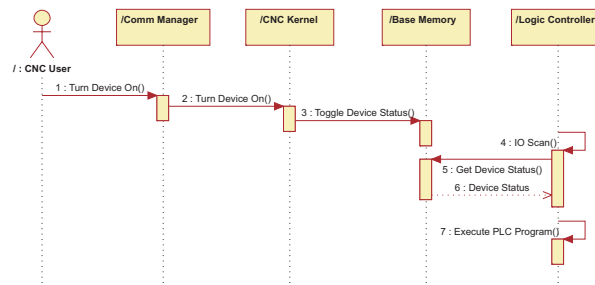 /Comm Manager
/CNC Kernel
/Base Memory
/Logic Controller
/ : CNC User
1 : Turn Device On()
2 : Turn Device On()
3 : Toggle Device Status()
4 : IO Scan()
5 : Get Device Status()
6 : Device Status
7 : Execute PLC Program()